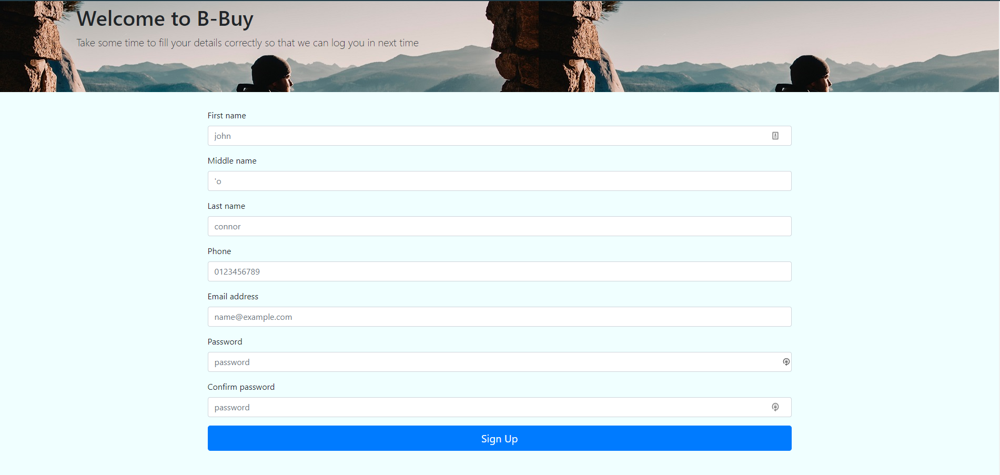 Welcome to B-Buy
Take some time to fill your details correctly so that we can log you in next time
First name
john
Middle name
'o
Last name
connor
Phone
0123456789
Email address
name@example.com
Password
password
Confirm password
password
Sign Up